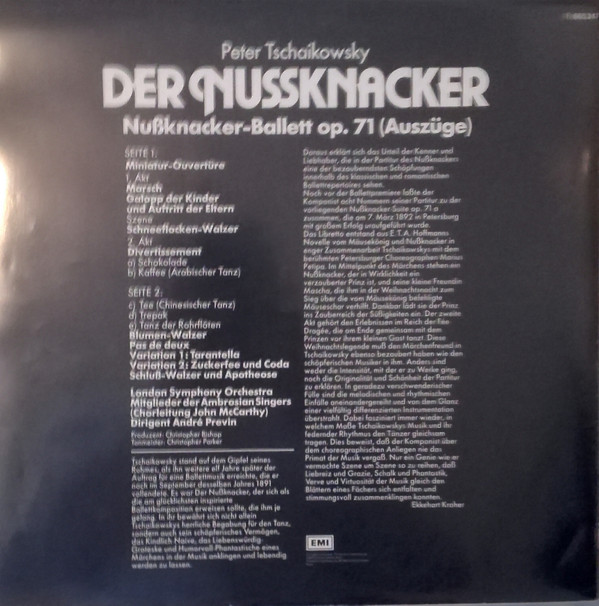 Peter Tschaikowsky
DER NUSSKNACKER
Nußknacker-Ballett op. 71 (Auszüge)
SEITE 1:
Miniatur-Ouvertüre
1. Akt
Marsch
Galopp der Kinder
und Auftritt der Eltern
Szene
Schneeflocken-Walzer
2. Akt
Divertissement
a) Schokolade
b) Kaffee (Arabischer Tanz)
SEITE 2:
c) Tee (Chinesischer Tanz)
d) Trepak
e) Tanz der Rohrflöten
Blumen-Walzer
Pas de deux
Variation 1: Tarantella
Variation 2: Zuckerfee und Coda
Schluß-Walzer und Apotheose
London Symphony Orchestra
Mitglieder der Ambrosian Singers
(Chorleitung John McCarthy)
Dirigent André Previn
Produzent: Christopher Bishop
Tonmeister: Christopher Parker
Tschaikowsky stand auf dem Gipfel seines
Ruhmes, als ihn weitere elf Jahre später der
Auftrag für eine Ballettmusik erreichte, die er
noch im September desselben Jahres 1891
vollendete. Es war Der Nußknacker, der sich als
die am glücklichsten inspirierte
Ballettkomposition erweisen sollte, die ihm je
gelang. In ihr bewährt sich nicht allein
Tschaikowskys herrliche Begabung für den Tanz,
sondern auch sein schöpferisches Vermögen,
das Kindlich-Naive, das Liebenswürdig-
Groteske und Humorvoll-Phantastische eines
Märchens in der Musik anklingen und lebendig
werden zu lassen.
Daraus erklärt sich das Urteil der Kenner und
Liebhaber, die in der Partitur des Nußknackers
eine der bezauberndsten Schöpfungen
innerhalb des klassischen und romantischen
Ballettrepertoires sehen.
Noch vor der Ballettpremiere faßte der
Komponist acht Nummern seiner Partitur zu der
vorliegenden Nußknacker Suite op. 71 a
zusammen, die am 7. März 1892 in Petersburg
mit großem Erfolg uraufgeführt wurde.
Das Libretto entstand aus E.T.A. Hoffmanns
Novelle vom Mäusekönig und Nußknacker in
enger Zusammenarbeit Tschaikowskys mit dem
berühmten Petersburger Choreographen Marius
Petipa. Im Mittelpunkt des Märchens stehen ein
Nußknacker, der in Wirklichkeit ein
verzauberter Prinz ist, und seine kleine Freundin
Mascha, die ihm in der Weihnachtsnacht zum
Sieg über die vom Mäusekönig befehligte
Mäuseschar verhilft. Dankbar lädt sie der Prinz
ins Zauberreich der Süßigkeiten ein. Der zweite
Akt gehört den Erlebnissen im Reich der Fee
Dragée, die am Ende gemeinsam mit dem
Prinzen vor ihrem kleinen Gast tanzt. Diese
Weihnachtslegende muß den Märchenfreund in
Tschaikowsky ebenso bezaubert haben wie den
schöpferischen Musiker in ihm. Anders sind
weder die Intensität, mit der er zu Werke ging,
noch die Originalität und Schönheit der Partitur
zu erklären. In geradezu verschwenderischer
Fülle sind die melodischen und rhythmischen
Einfälle aneinandergereiht und von dem Glanz
einer vielfältig differenzierten Instrumentation
überstrahlt. Dabei fasziniert immer wieder, in
welchem Maße Tschaikowskys Musik und ihr
federnder Rhythmus den Tänzer gleichsam
tragen. Dies beweist, daß der Komponist über
dem choreographischen Anliegen nie das
Primat der Musik vergaß. Nur ein Genie wie er
vermochte Szene um Szene so zu reihen, daß
Liebreiz und Grazie, Schalk und Phantastik,
Verve und Virtuosität der Musik gleich den
Blättern eines Fächers sich entfalten und
stimmungsvoll zusammenklingen konnten.
Ekkehart Kroher
EMI